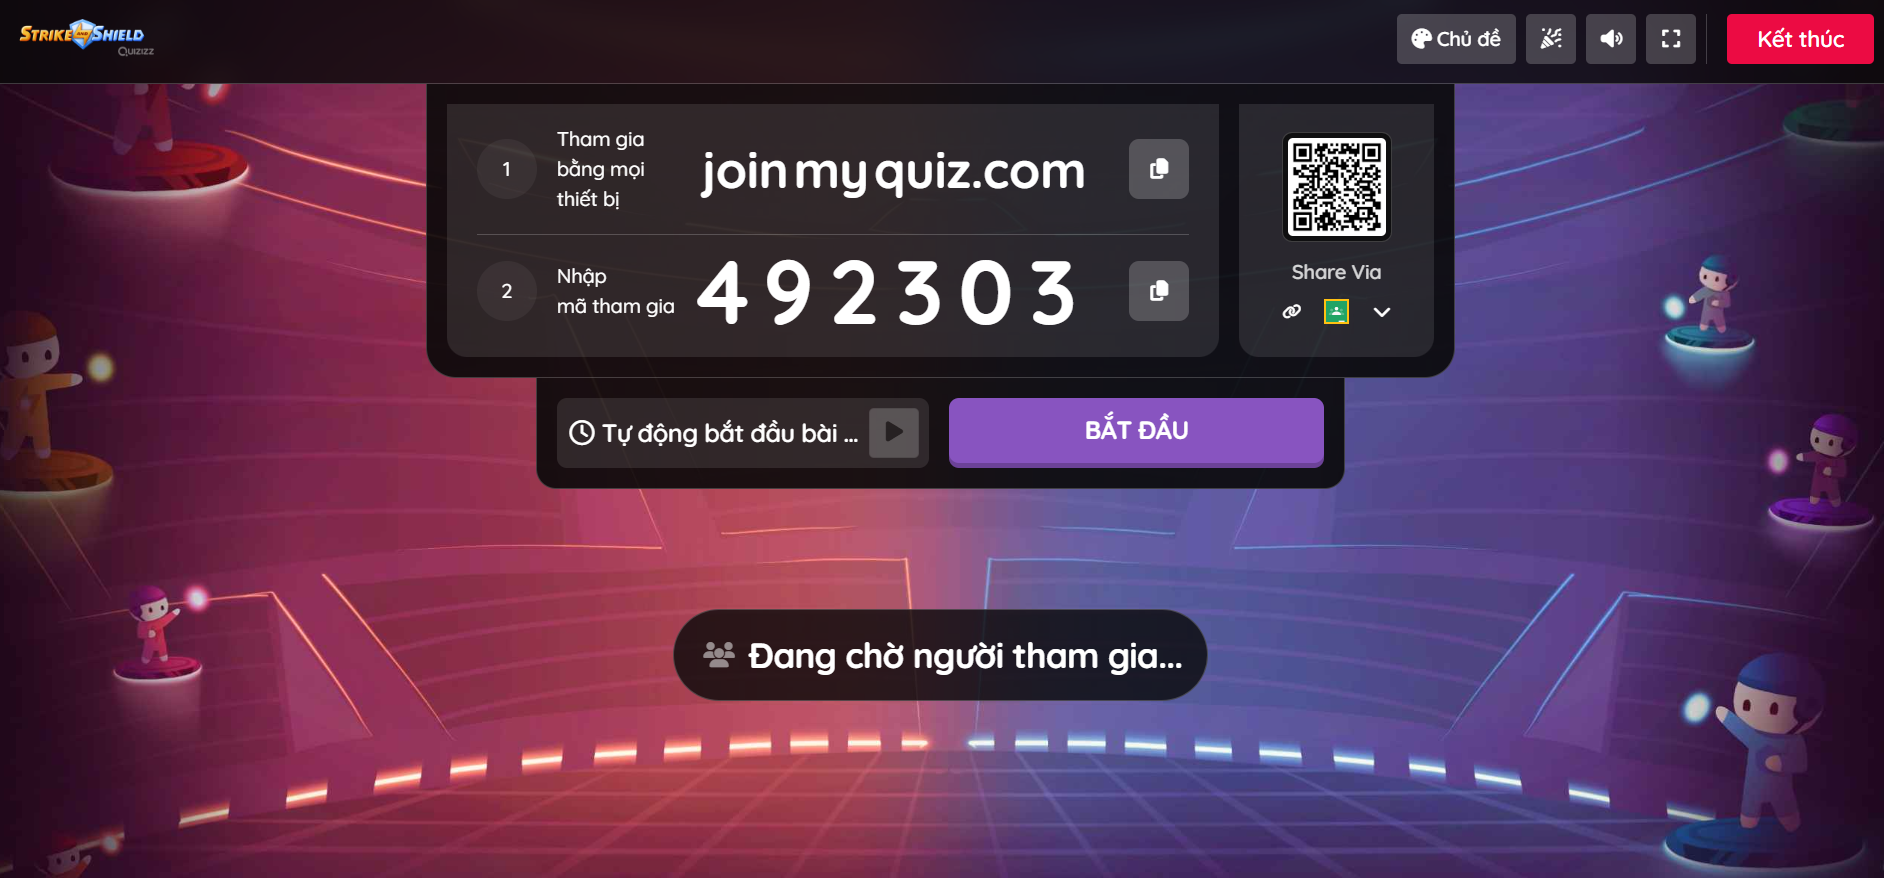 STRIKE AND SHIELD
Quizizz
Chủ đề
Kết thúc
1
Tham gia
bằng mọi
thiết bị
joinmyquiz.com
2
Nhập
mã tham gia
492303
Share Via
Tự động bắt đầu bài ...
BẮT ĐẦU
Đang chờ người tham gia...